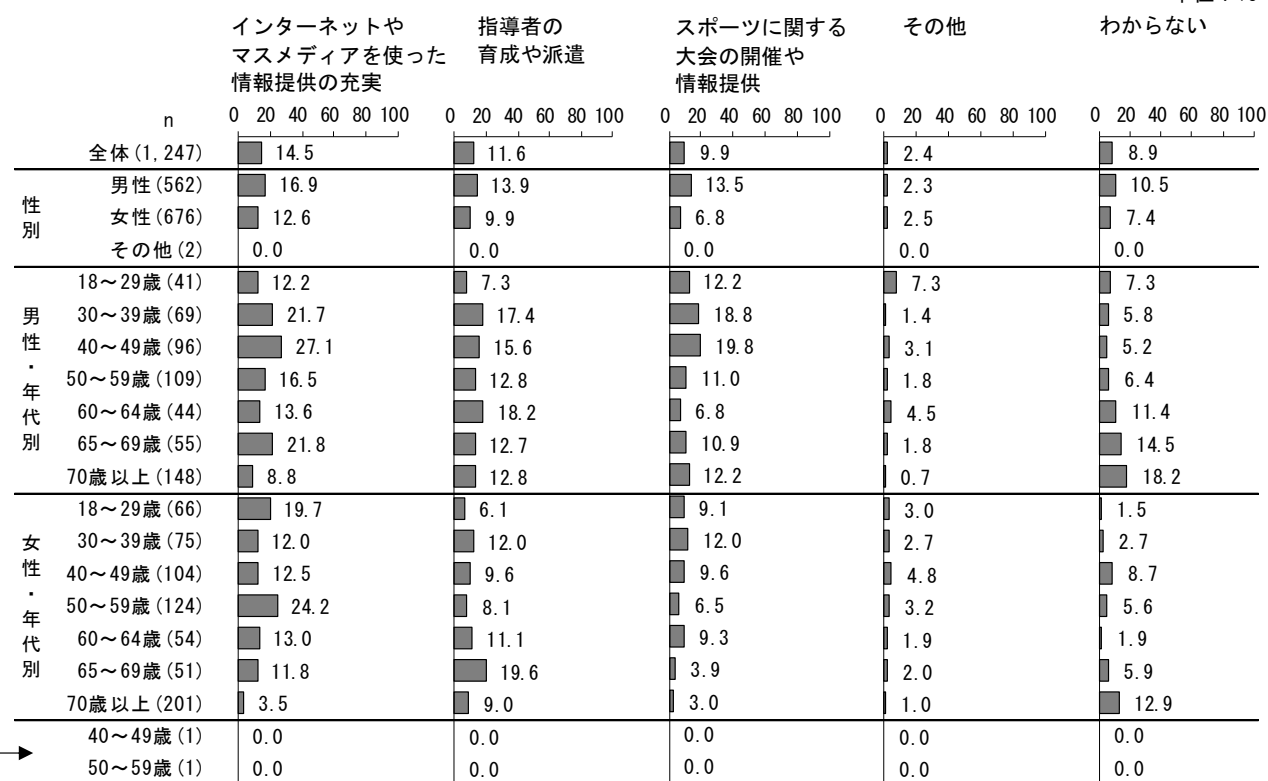 インターネットや
マスメディアを使った
情報提供の充実
指導者の
育成や派遣
スポーツに関する
大会の開催や
情報提供
その他
わからない
n
0 20 40 60 80 100 0 20 40 60 80 100 0 20 40 60 80 100 0 20 40 60 80 100 0 20 40 60 80 100
全体(1,247) 14.5 11.6 9.9 2.4 8.9
性別
男性(562) 16.9 13.9 13.5 2.3 10.5
女性(676) 12.6 9.9 6.8 2.5 7.4
その他(2) 0.0 0.0 0.0 0.0 0.0
男性・年代別
18～29歳(41) 12.2 7.3 12.2 7.3 7.3
30～39歳(69) 21.7 17.4 18.8 1.4 5.8
40～49歳(96) 27.1 15.6 19.8 3.1 5.2
50～59歳(109) 16.5 12.8 11.0 1.8 6.4
60～64歳(44) 13.6 18.2 6.8 4.5 11.4
65～69歳(55) 21.8 12.7 10.9 1.8 14.5
70歳以上(148) 8.8 12.8 12.2 0.7 18.2
女性・年代別
18～29歳(66) 19.7 6.1 9.1 3.0 1.5
30～39歳(75) 12.0 12.0 12.0 2.7 2.7
40～49歳(104) 12.5 9.6 9.6 4.8 8.7
50～59歳(124) 24.2 8.1 6.5 3.2 5.6
60～64歳(54) 13.0 11.1 9.3 1.9 1.9
65～69歳(51) 11.8 19.6 3.9 2.0 5.9
70歳以上(201) 3.5 9.0 3.0 1.0 12.9
40～49歳(1) 0.0 0.0 0.0 0.0 0.0
50～59歳(1) 0.0 0.0 0.0 0.0 0.0